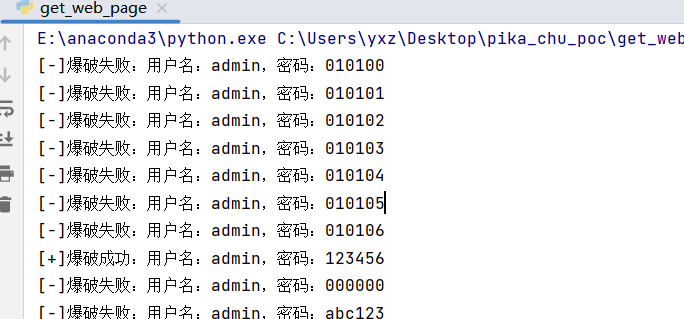 get_web_page
E:\anaconda3\python.exe C:\Users\yxz\Desktop\pika_chu_poc\get_web
[-]爆破失败：用户名：admin，密码：010100
[-]爆破失败：用户名：admin，密码：010101
[-]爆破失败：用户名：admin，密码：010102
[-]爆破失败：用户名：admin，密码：010103
[-]爆破失败：用户名：admin，密码：010104
[-]爆破失败：用户名：admin，密码：010105
[-]爆破失败：用户名：admin，密码：010106
[+]爆破成功：用户名：admin，密码：123456
[-]爆破失败：用户名：admin，密码：000000
[-]爆破失败：用户名：admin，密码：abc123